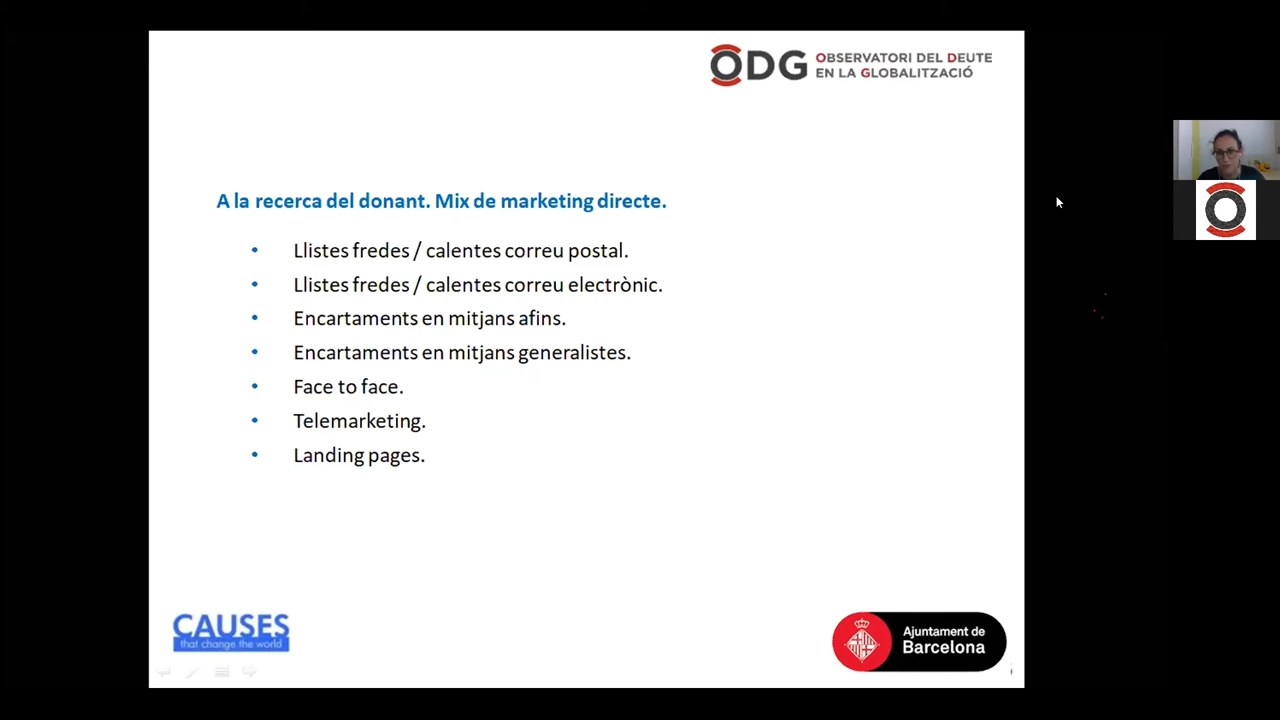 ODG OBSERVATORI DEL DEUTE
EN LA GLOBALITZACIÓ
A la recerca del donant. Mix de marketing directe.
• Llistes fredes / calentes correu postal.
• Llistes fredes / calentes correu electrònic.
• Encartaments en mitjans afins.
• Encartaments en mitjans generalistes.
• Face to face.
• Telemarketing.
• Landing pages.
CAUSES
that change the world
Ajuntament de
Barcelona